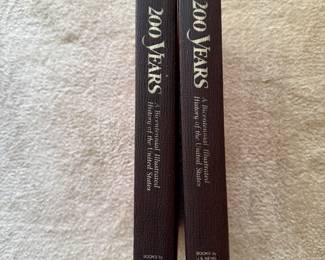 200 YEARS
A Bicentennial Illustrated
History of the United States
200 YEARS
A Bicentennial Illustrated
History of the United States